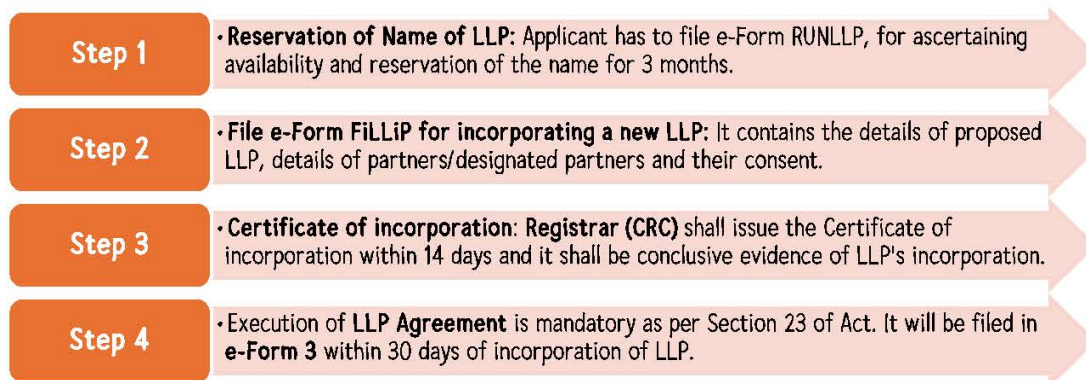 Step 1
• Reservation of Name of LLP: Applicant has to file e-Form RUNLLP, for ascertaining
availability and reservation of the name for 3 months.
Step 2
• File e-Form FiLLiP for incorporating a new LLP: It contains the details of proposed
LLP, details of partners/designated partners and their consent.
Step 3
• Certificate of incorporation: Registrar (CRC) shall issue the Certificate of
incorporation within 14 days and it shall be conclusive evidence of LLP's incorporation.
Step 4
• Execution of LLP Agreement is mandatory as per Section 23 of Act. It will be filed in
e-Form 3 within 30 days of incorporation of LLP.